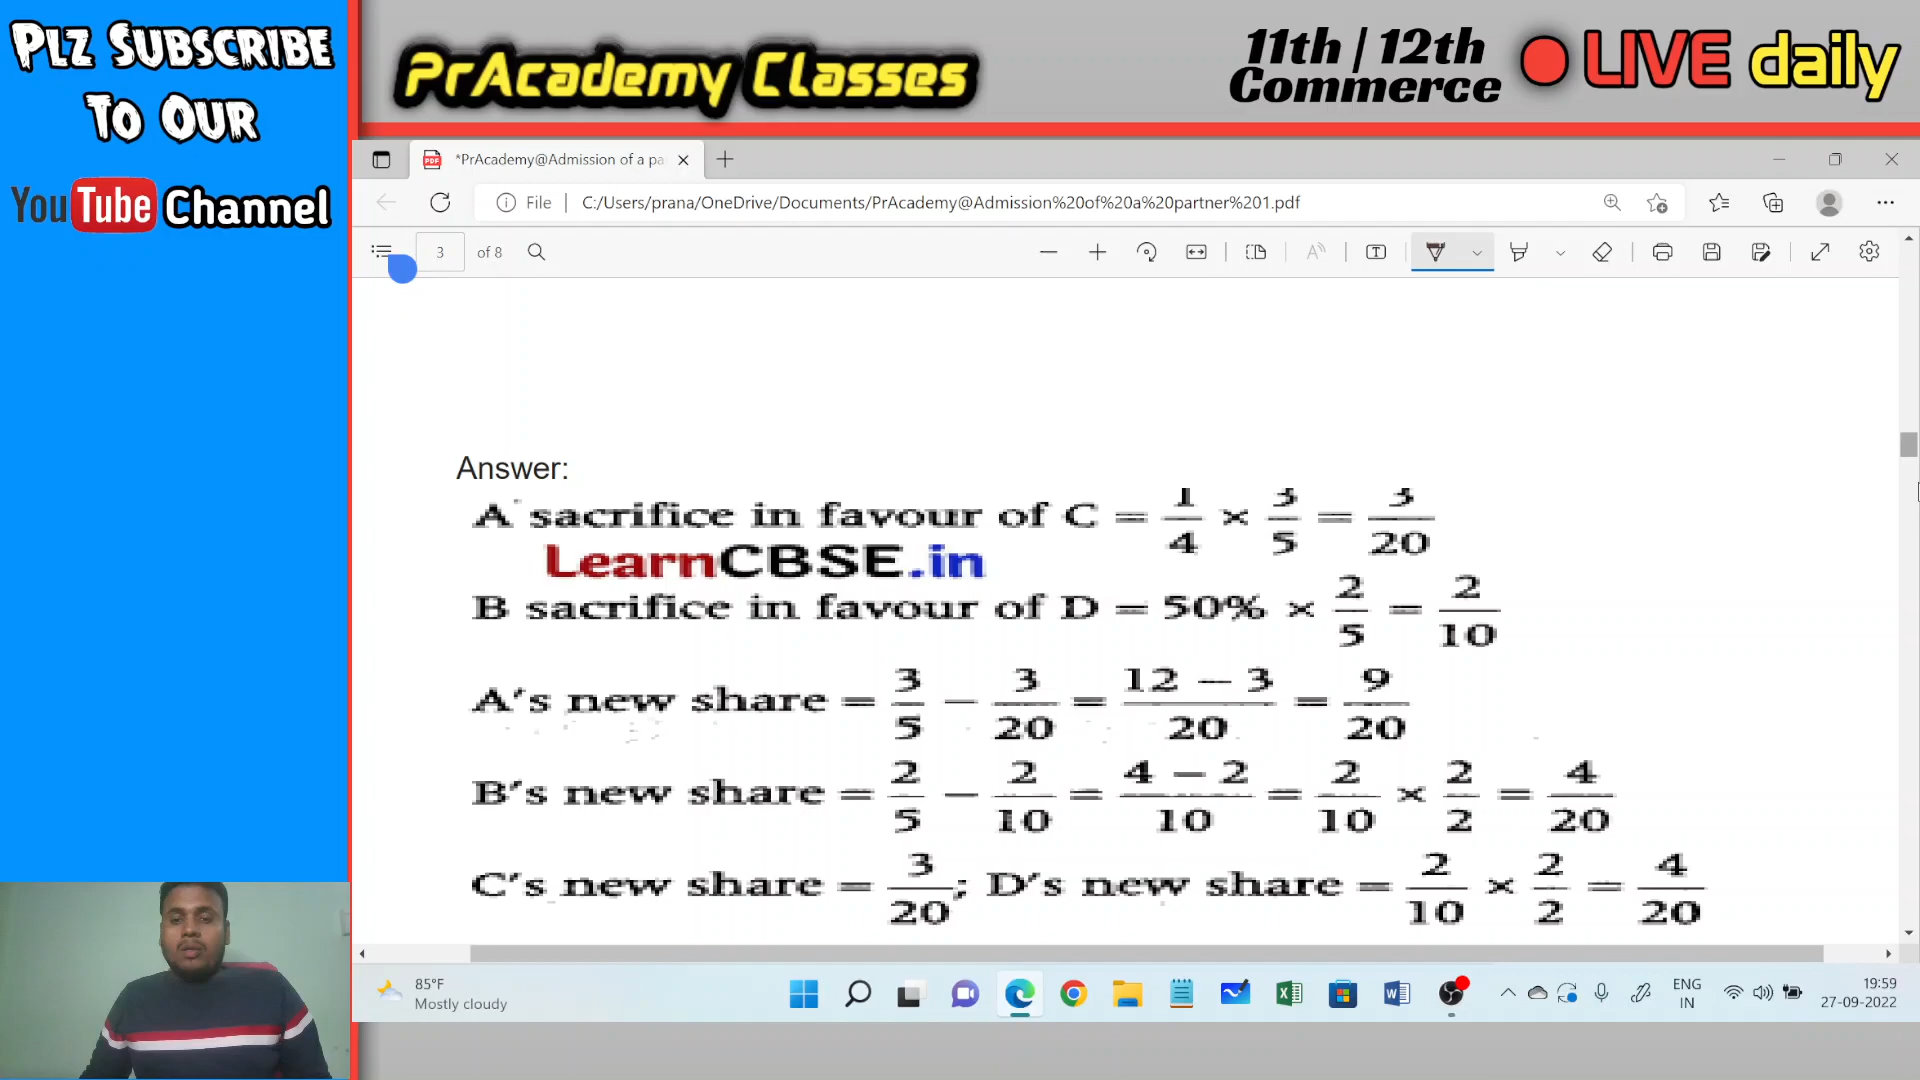 PLZ SUBSCRIBE
TO OUR
YouTube Channel
PrAcademy Classes
11th | 12th
Commerce
LIVE daily
*PrAcademy@Admission of a pa
File
C:/Users/prana/OneDrive/Documents/PrAcademy@Admission%20of%20a%20partner%201.pdf
3 of 8
Answer:
A sacrifice in favour of C = 1/4 × 3/5 = 3/20
LearnCBSE.in
B sacrifice in favour of D = 50% × 2/5 = 2/10
A's new share = 3/5 − 3/20 = 12 − 3/20 = 9/20
B's new share = 2/5 − 2/10 = 4 − 2/10 = 2/10 × 2/2 = 4/20
C's new share = 3/20; D's new share = 2/10 × 2/2 = 4/20
85°F
Mostly cloudy
ENG
IN
19:59
27-09-2022